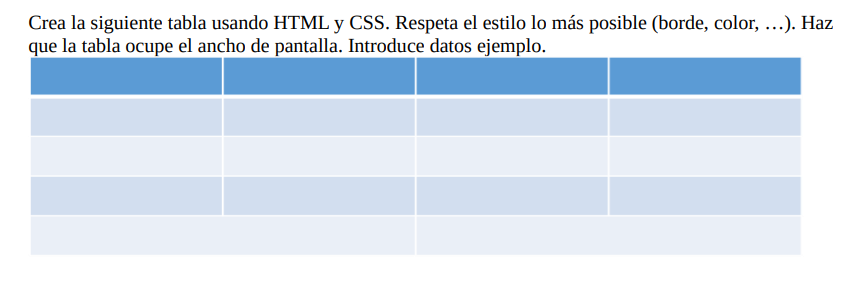 Crea la siguiente tabla usando HTML y CSS. Respeta el estilo lo más posible (borde, color, …). Haz
que la tabla ocupe el ancho de pantalla. Introduce datos ejemplo.